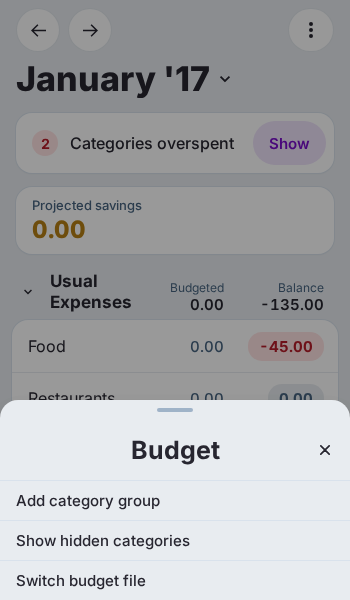 January '17
2 Categories overspent Show
Projected savings
0.00
Usual Expenses Budgeted 0.00 Balance -135.00
Food 0.00 -45.00
Restaurants 0.00 0.00
Budget
Add category group
Show hidden categories
Switch budget file